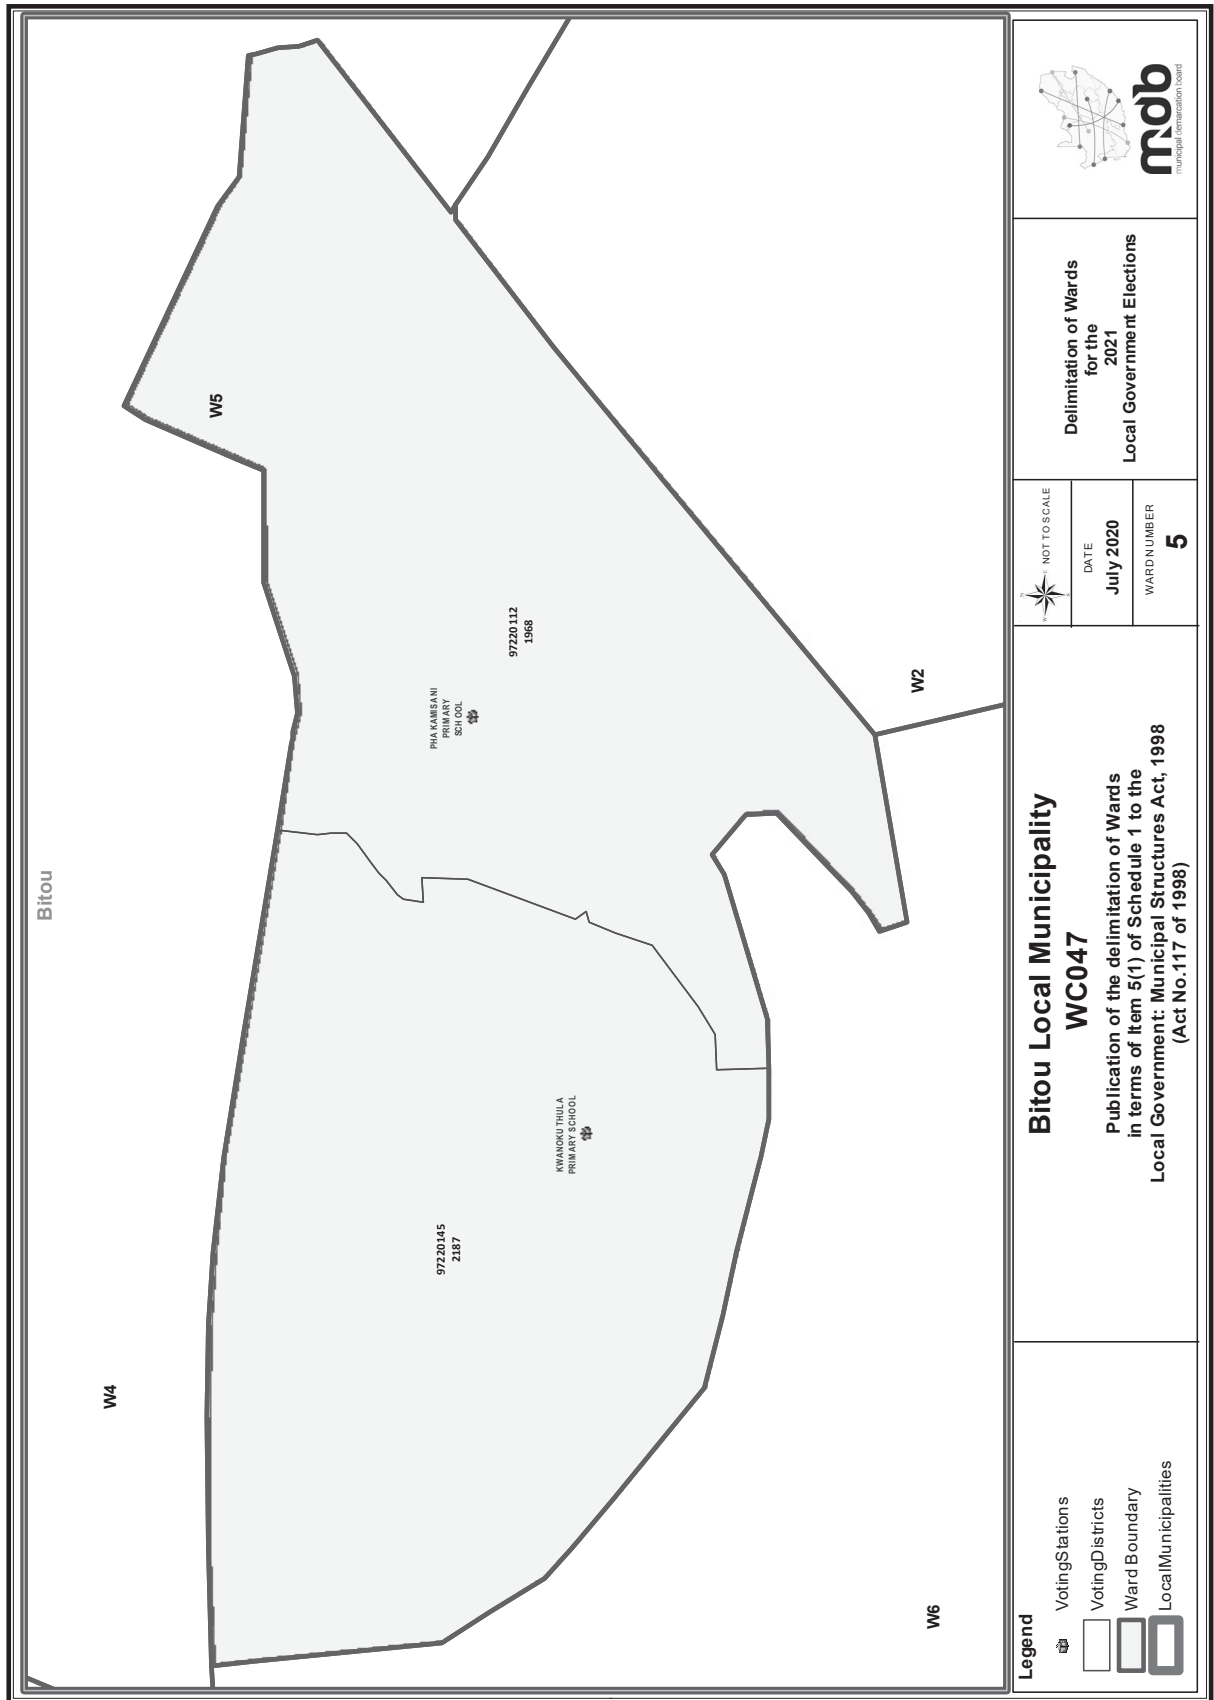 Bitou
W4
W5
97220112
1968
PHAKAMISANI
PRIMARY
SCHOOL
KWANOKUTHULA
PRIMARY SCHOOL
97220145
2187
W2
W6
Legend
VotingStations
VotingDistricts
Ward Boundary
LocalMunicipalities
Bitou Local Municipality
WC047
Publication of the delimitation of Wards
in terms of Item 5(1) of Schedule 1 to the
Local Government: Municipal Structures Act, 1998
(Act No.117 of 1998)
N
W E
S
NOT TO SCALE
DATE
July 2020
WARDNUMBER
5
Delimitation of Wards
for the
2021
Local Government Elections
mdb
municipal demarcation board